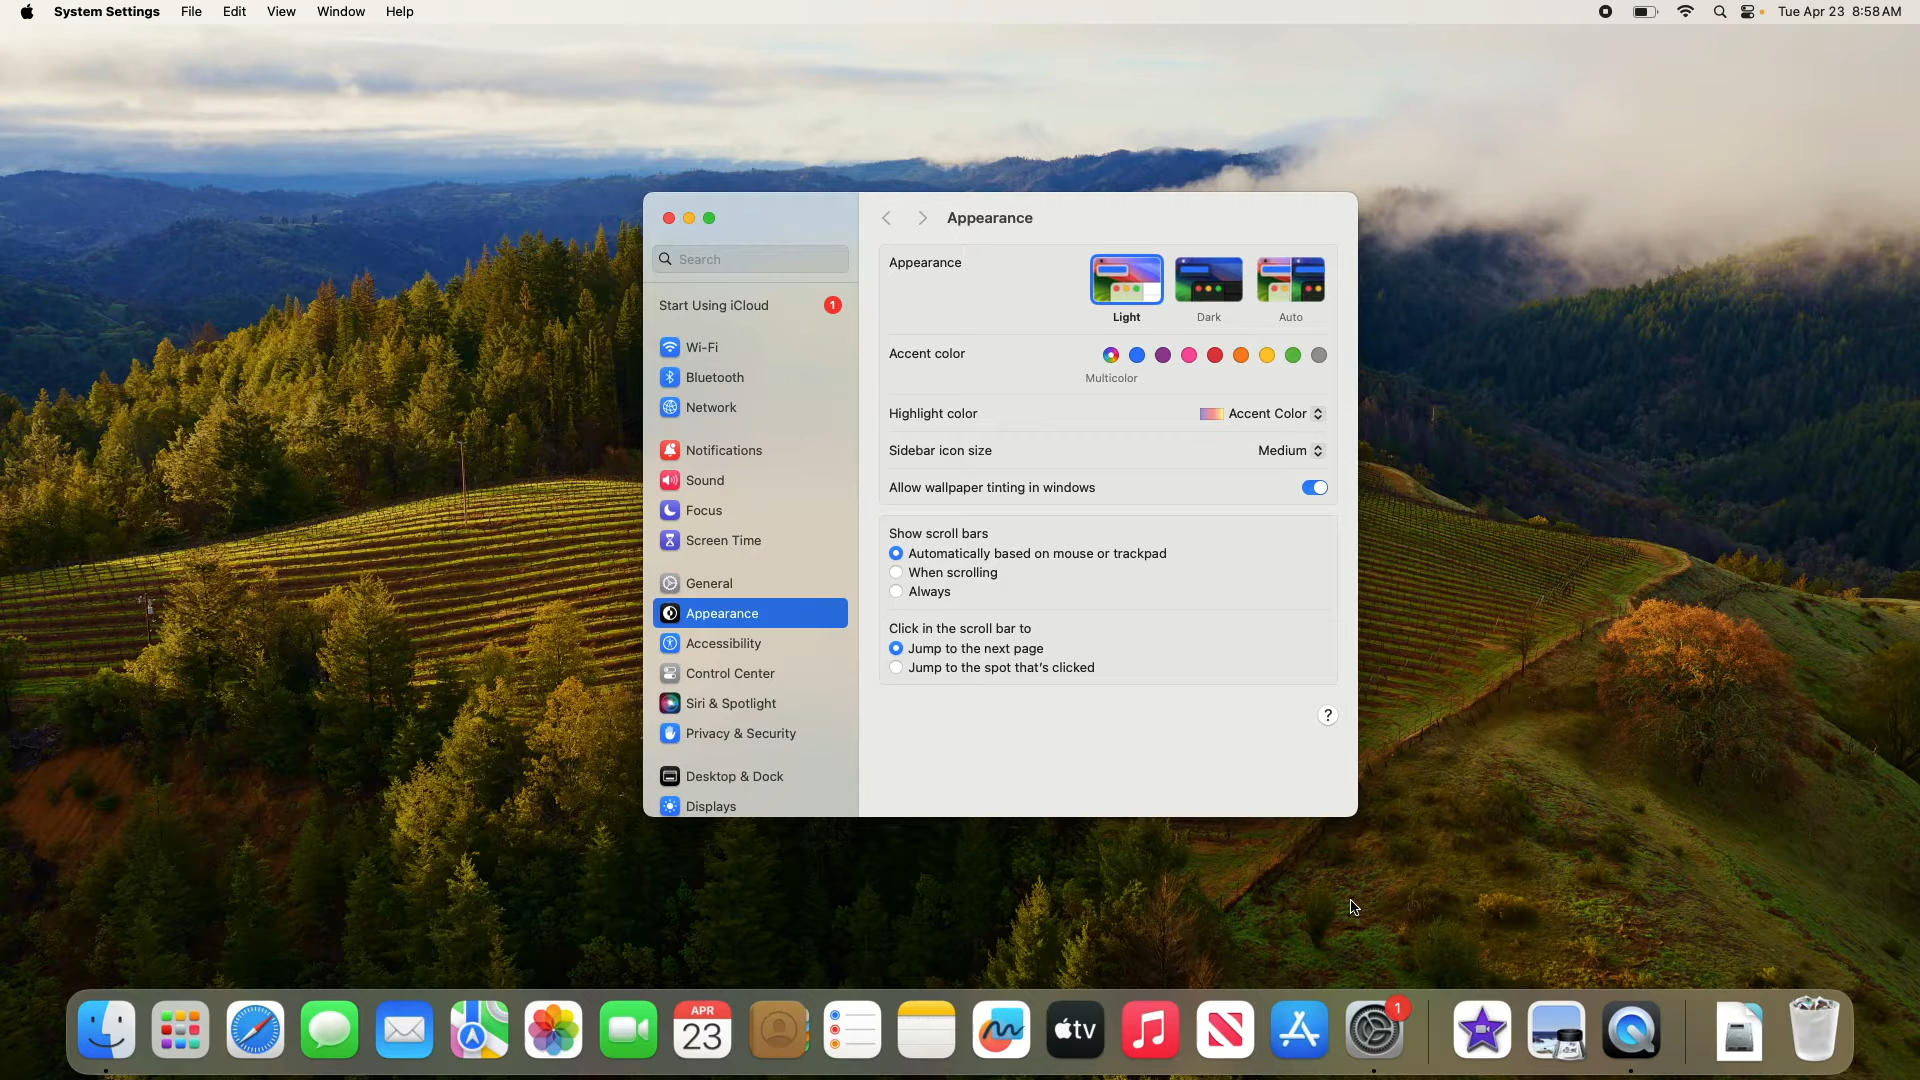 System Settings File Edit View Window Help Tue Apr 23 8:58 AM
Appearance
Search
Start Using iCloud 1
Wi-Fi
Bluetooth
Network
Notifications
Sound
Focus
Screen Time
General
Appearance
Accessibility
Control Center
Siri & Spotlight
Privacy & Security
Desktop & Dock
Displays
Appearance
Light Dark Auto
Accent color
Multicolor
Highlight color Accent Color
Sidebar icon size Medium
Allow wallpaper tinting in windows
Show scroll bars
Automatically based on mouse or trackpad
When scrolling
Always
Click in the scroll bar to
Jump to the next page
Jump to the spot that's clicked
?
APR
23
tv
1